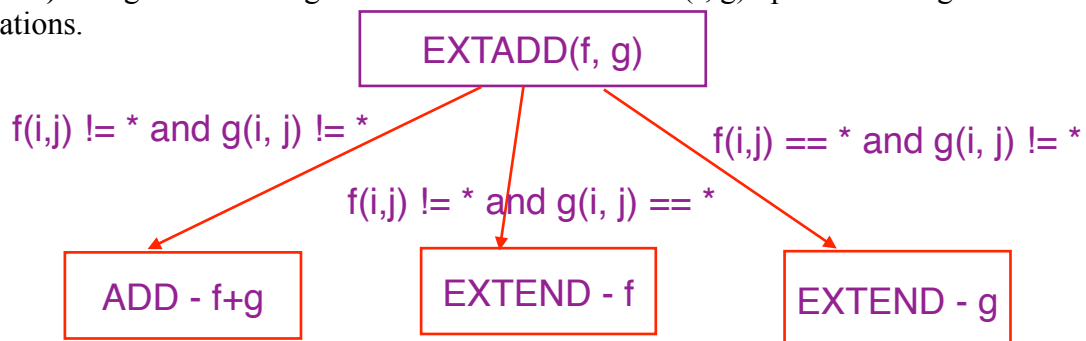 ations.
EXTADD(f, g)
f(i,j) != * and g(i, j) != *
f(i,j) == * and g(i, j) != *
f(i,j) != * and g(i, j) == *
ADD - f+g
EXTEND - f
EXTEND - g